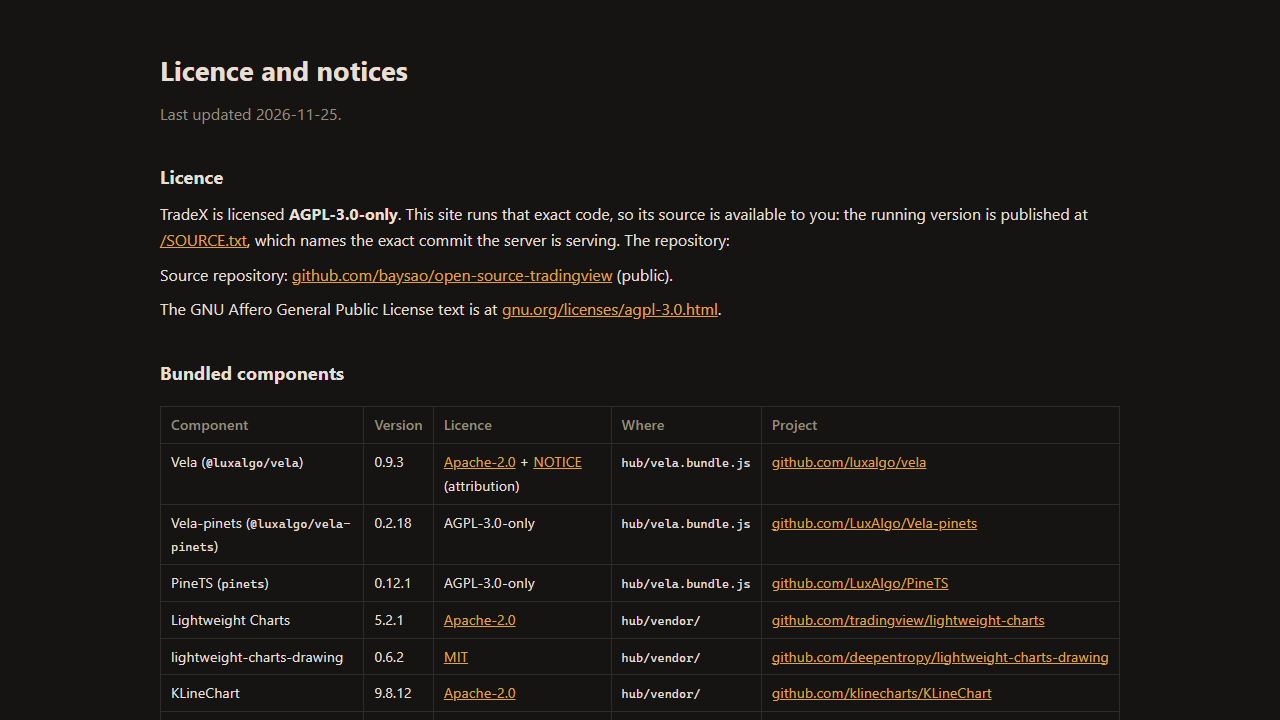 Licence and notices
Last updated 2026-11-25.
Licence
TradeX is licensed AGPL-3.0-only. This site runs that exact code, so its source is available to you: the running version is published at
/SOURCE.txt, which names the exact commit the server is serving. The repository:
Source repository: github.com/baysao/open-source-tradingview (public).
The GNU Affero General Public License text is at gnu.org/licenses/agpl-3.0.html.
Bundled components
Component Version Licence Where Project
Vela (@luxalgo/vela) 0.9.3 Apache-2.0 + NOTICE hub/vela.bundle.js github.com/luxalgo/vela
(attribution)
Vela-pinets (@luxalgo/vela- 0.2.18 AGPL-3.0-only hub/vela.bundle.js github.com/LuxAlgo/Vela-pinets
pinets)
PineTS (pinets) 0.12.1 AGPL-3.0-only hub/vela.bundle.js github.com/LuxAlgo/PineTS
Lightweight Charts 5.2.1 Apache-2.0 hub/vendor/ github.com/tradingview/lightweight-charts
lightweight-charts-drawing 0.6.2 MIT hub/vendor/ github.com/deepentropy/lightweight-charts-drawing
KLineChart 9.8.12 Apache-2.0 hub/vendor/ github.com/klinecharts/KLineChart